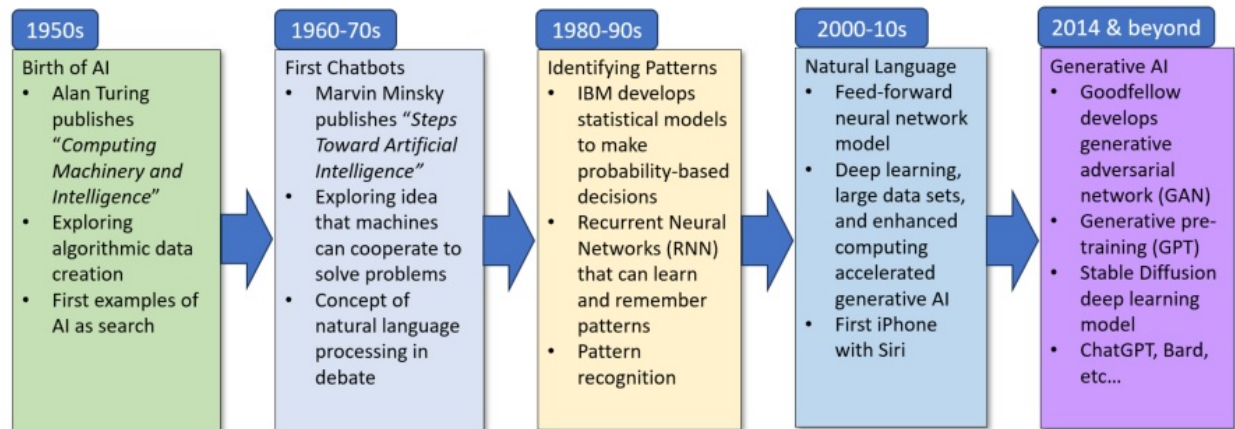 1950s
Birth of AI
• Alan Turing
publishes
“Computing
Machinery and
Intelligence”
• Exploring
algorithmic data
creation
• First examples of
AI as search
1960-70s
First Chatbots
• Marvin Minsky
publishes “Steps
Toward Artificial
Intelligence”
• Exploring idea
that machines
can cooperate to
solve problems
• Concept of
natural language
processing in
debate
1980-90s
Identifying Patterns
• IBM develops
statistical models
to make
probability-based
decisions
• Recurrent Neural
Networks (RNN)
that can learn
and remember
patterns
• Pattern
recognition
2000-10s
Natural Language
• Feed-forward
neural network
model
• Deep learning,
large data sets,
and enhanced
computing
accelerated
generative AI
• First iPhone
with Siri
2014 & beyond
Generative AI
• Goodfellow
develops
generative
adversarial
network (GAN)
• Generative pre-
training (GPT)
• Stable Diffusion
deep learning
model
• ChatGPT, Bard,
etc…